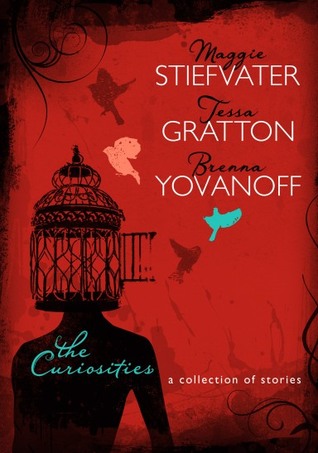 Maggie
STIEFVATER
Tessa
GRATTON
Brenna
YOVANOFF
the
Curiosities
a collection of stories